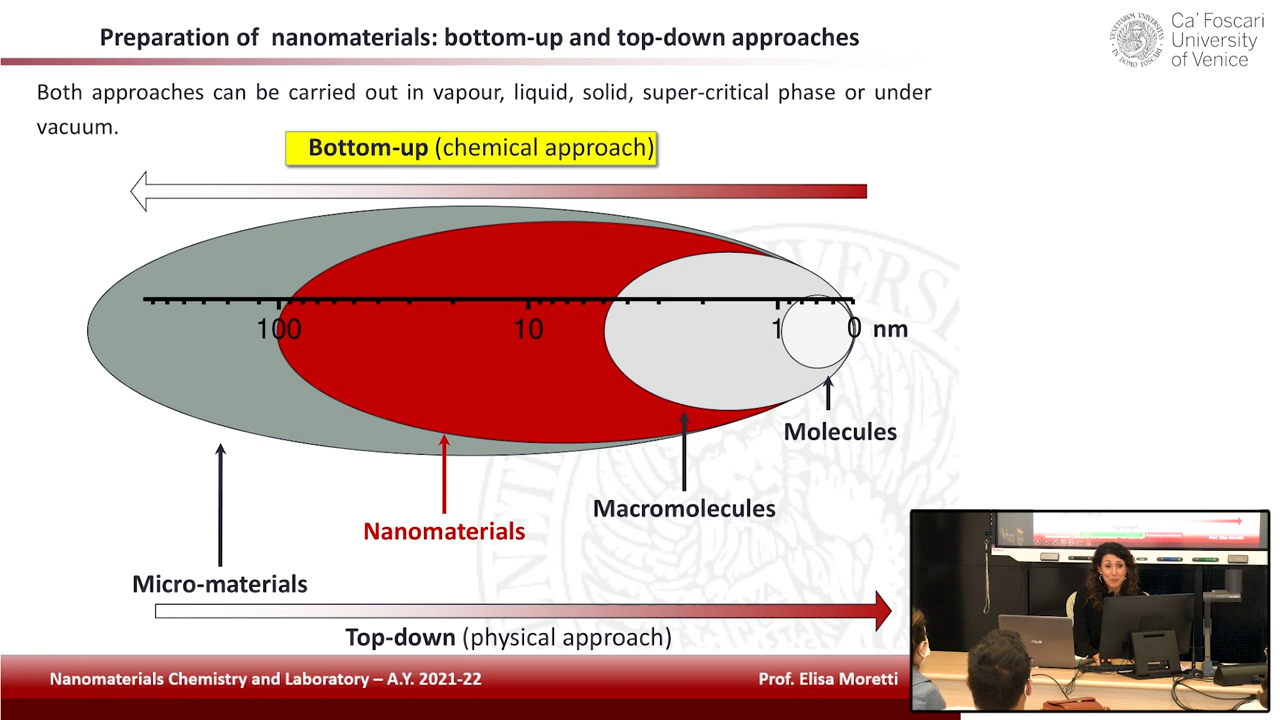 Preparation of nanomaterials: bottom-up and top-down approaches
Ca' Foscari
University
of Venice
Both approaches can be carried out in vapour, liquid, solid, super-critical phase or under
vacuum.
Bottom-up (chemical approach)
100 10 1 0 nm
Molecules
Macromolecules
Nanomaterials
Micro-materials
Top-down (physical approach)
Nanomaterials Chemistry and Laboratory – A.Y. 2021-22 Prof. Elisa Moretti